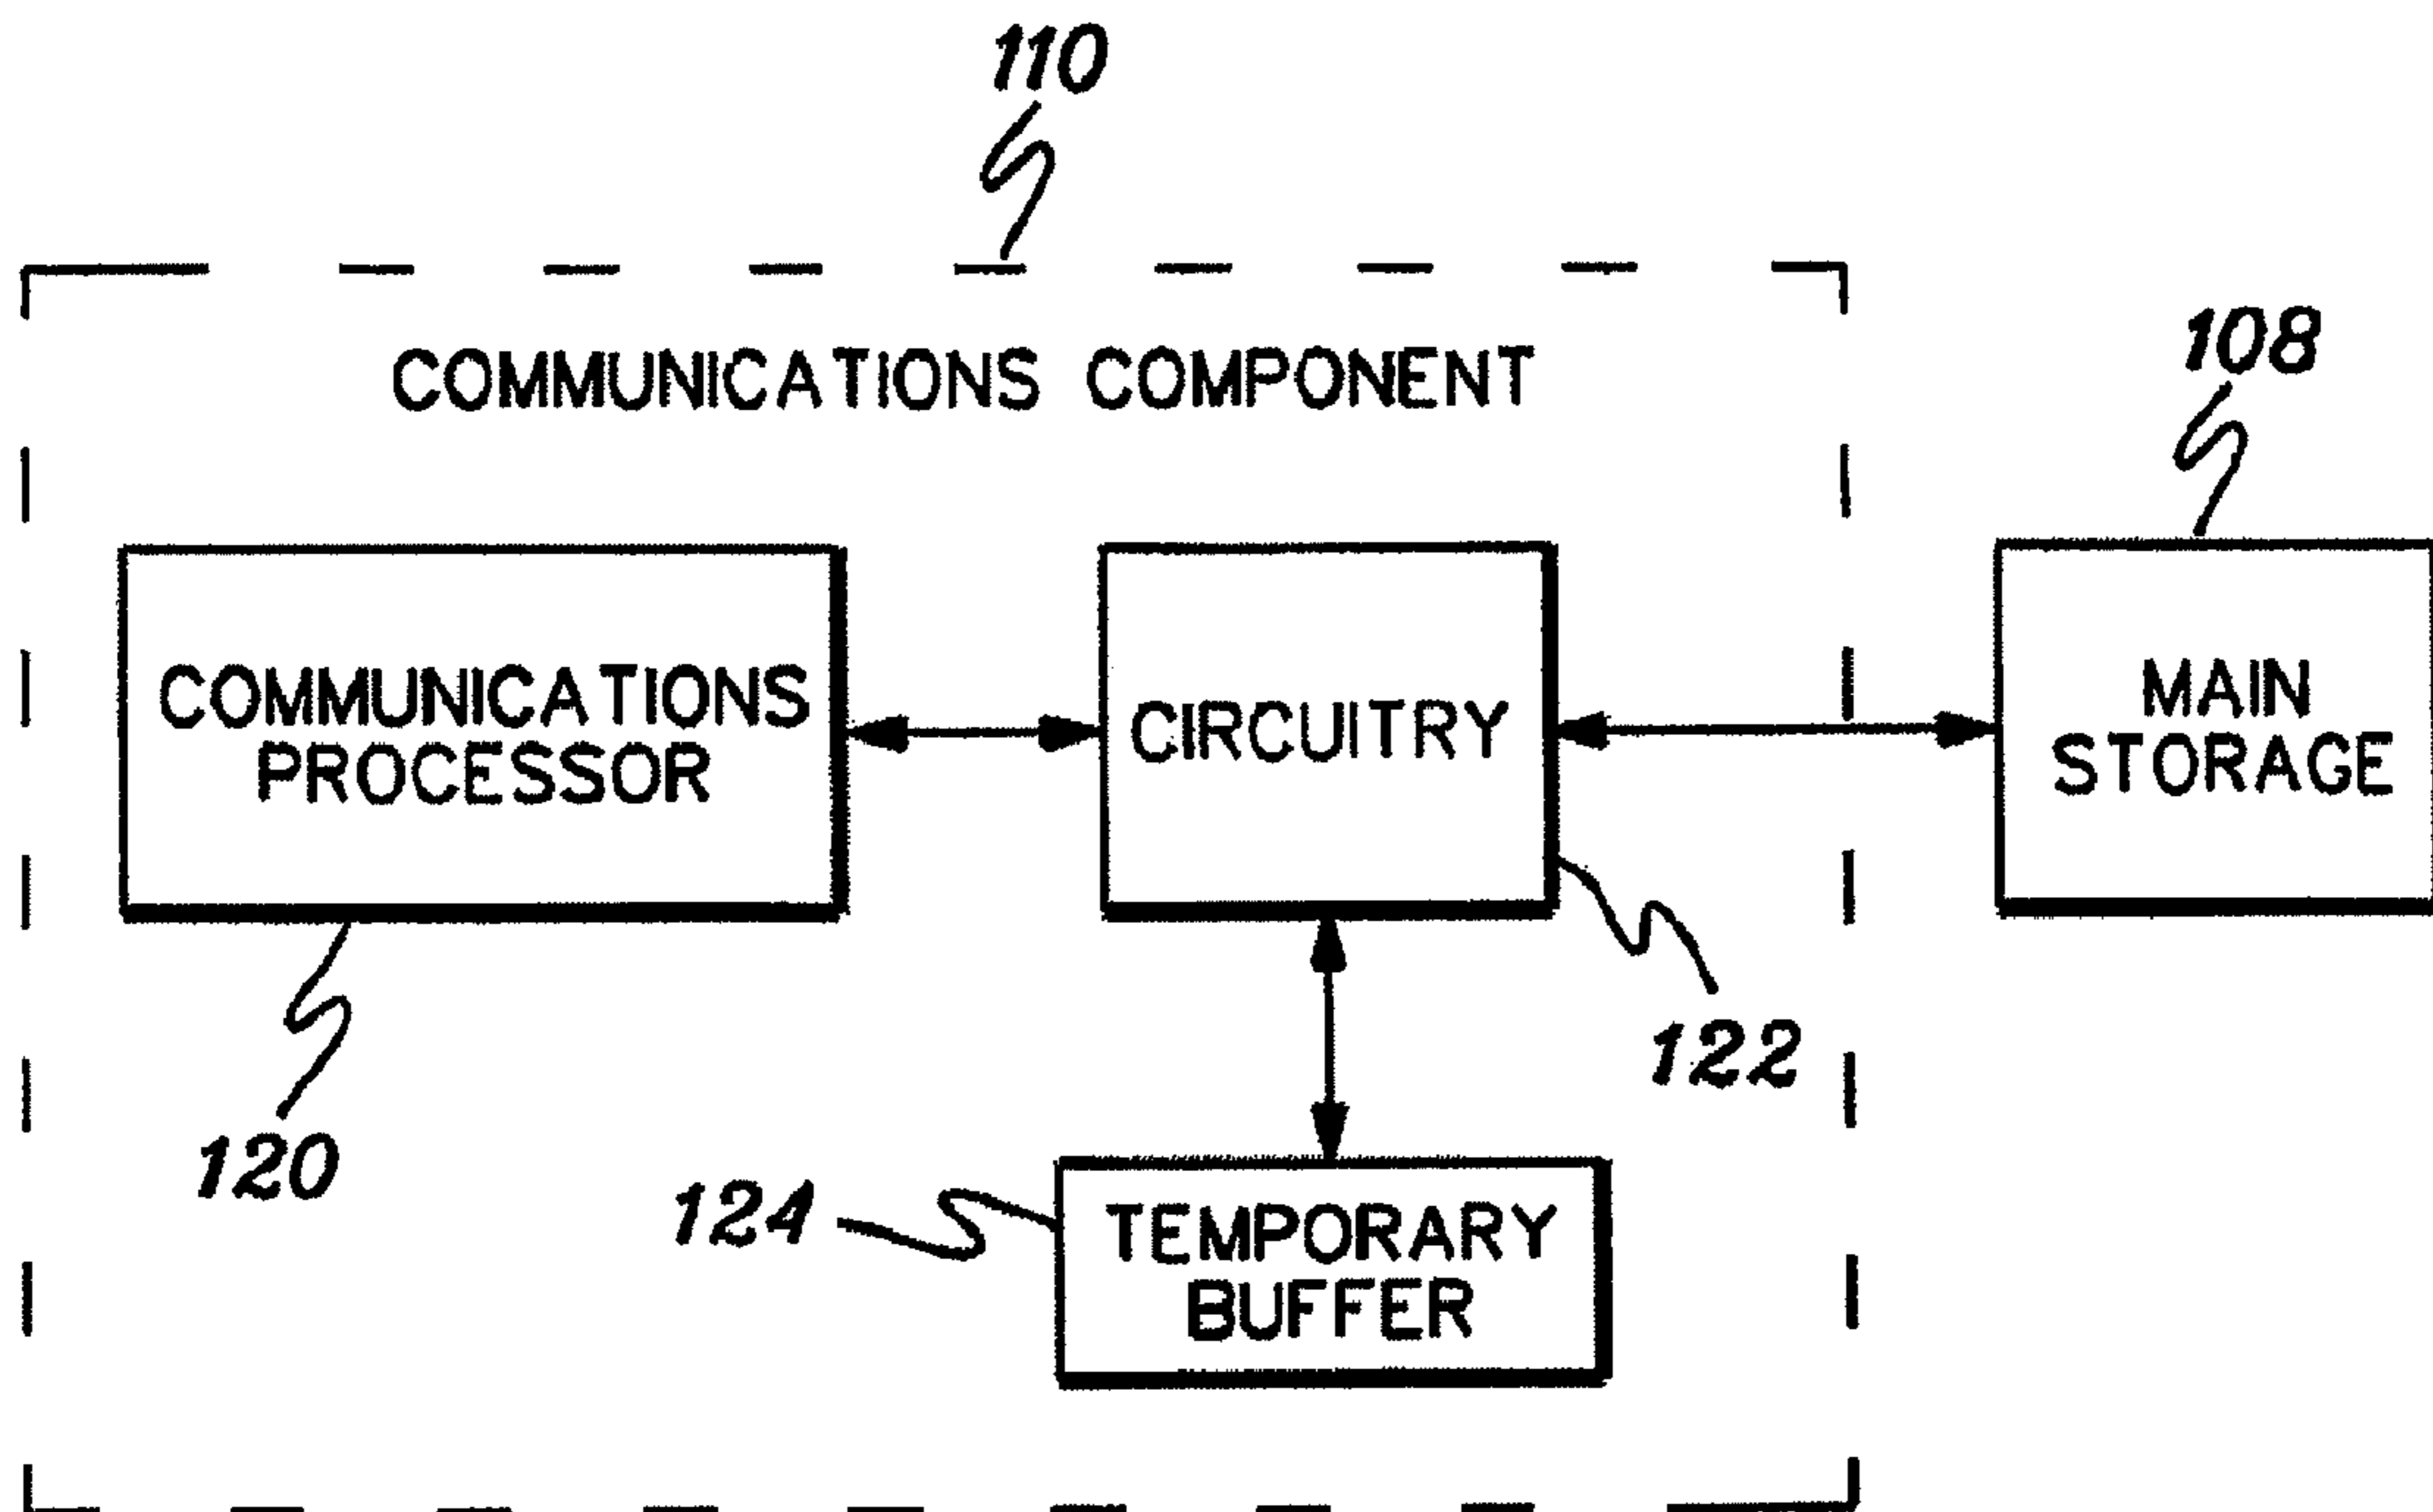 110
COMMUNICATIONS COMPONENT
108
COMMUNICATIONS
PROCESSOR
CIRCUITRY
MAIN
STORAGE
122
120
124
TEMPORARY
BUFFER